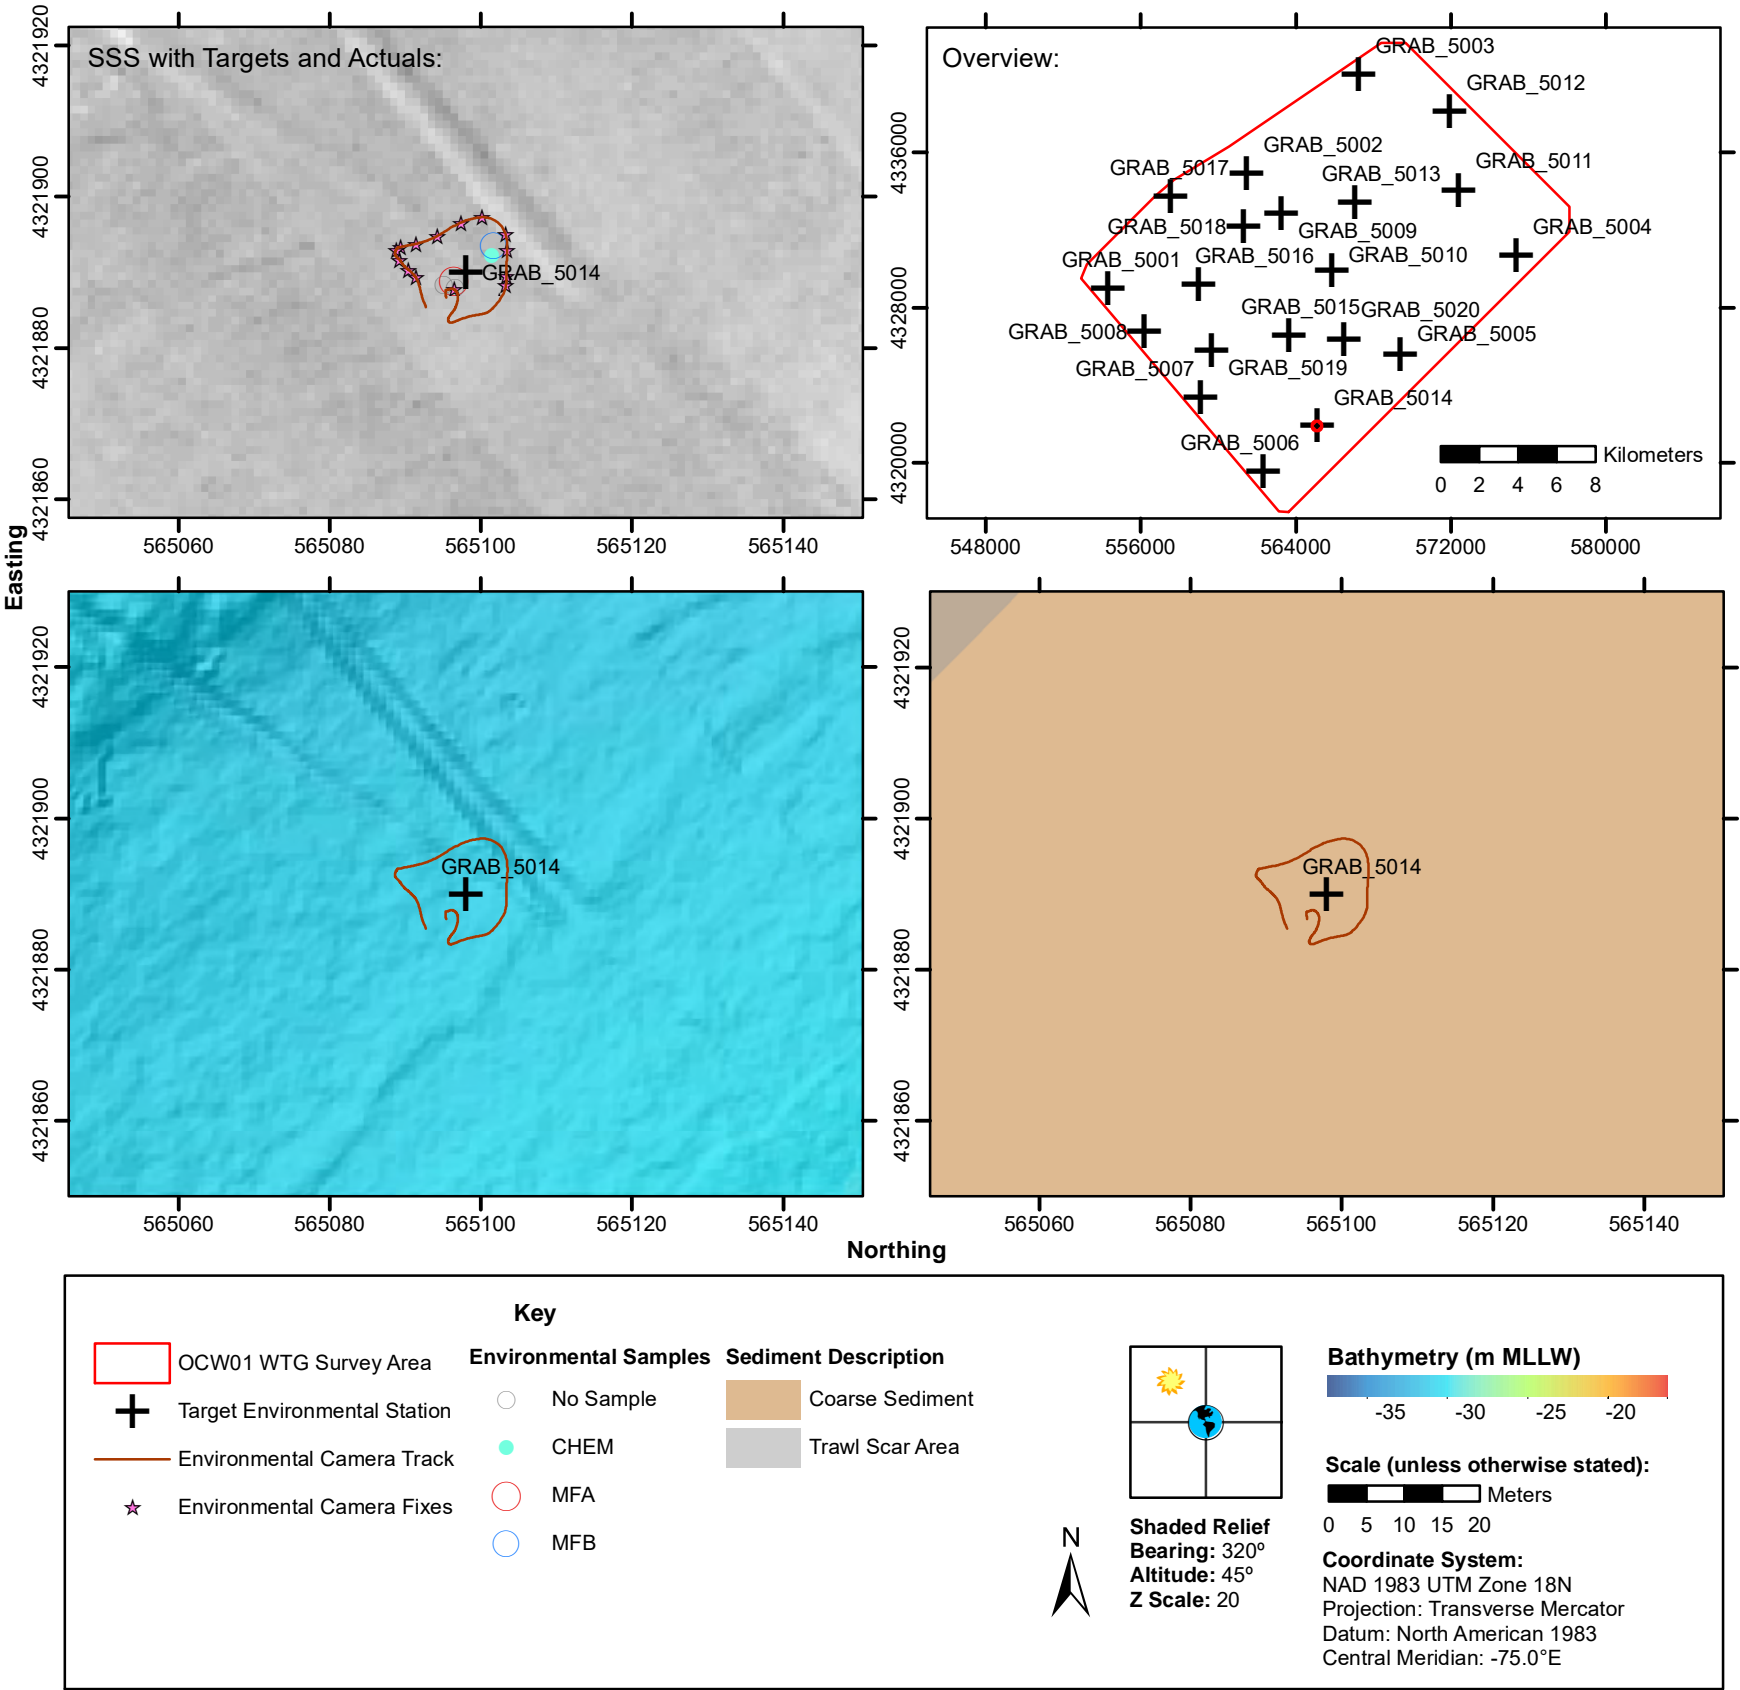 SSS with Targets and Actuals:
GRAB_5014
4321920
4321900
4321880
4321860
565060
565080
565100
565120
565140
Overview:
GRAB_5003
GRAB_5012
GRAB_5002
GRAB_5017
GRAB_5013
GRAB_5011
GRAB_5018
GRAB_5009
GRAB_5004
GRAB_5001
GRAB_5016
GRAB_5010
GRAB_5015
GRAB_5020
GRAB_5008
GRAB_5005
GRAB_5007
GRAB_5019
GRAB_5014
GRAB_5006
Kilometers
0 2 4 6 8
4336000
4328000
4320000
548000
556000
564000
572000
580000
Easting
GRAB_5014
4321920
4321900
4321880
4321860
565060
565080
565100
565120
565140
GRAB_5014
4321920
4321900
4321880
4321860
565060
565080
565100
565120
565140
Northing
Key
OCW01 WTG Survey Area
Target Environmental Station
Environmental Camera Track
Environmental Camera Fixes
Environmental Samples
No Sample
CHEM
MFA
MFB
Sediment Description
Coarse Sediment
Trawl Scar Area
N
Shaded Relief
Bearing: 320º
Altitude: 45º
Z Scale: 20
Bathymetry (m MLLW)
-35 -30 -25 -20
Scale (unless otherwise stated):
Meters
0 5 10 15 20
Coordinate System:
NAD 1983 UTM Zone 18N
Projection: Transverse Mercator
Datum: North American 1983
Central Meridian: -75.0°E